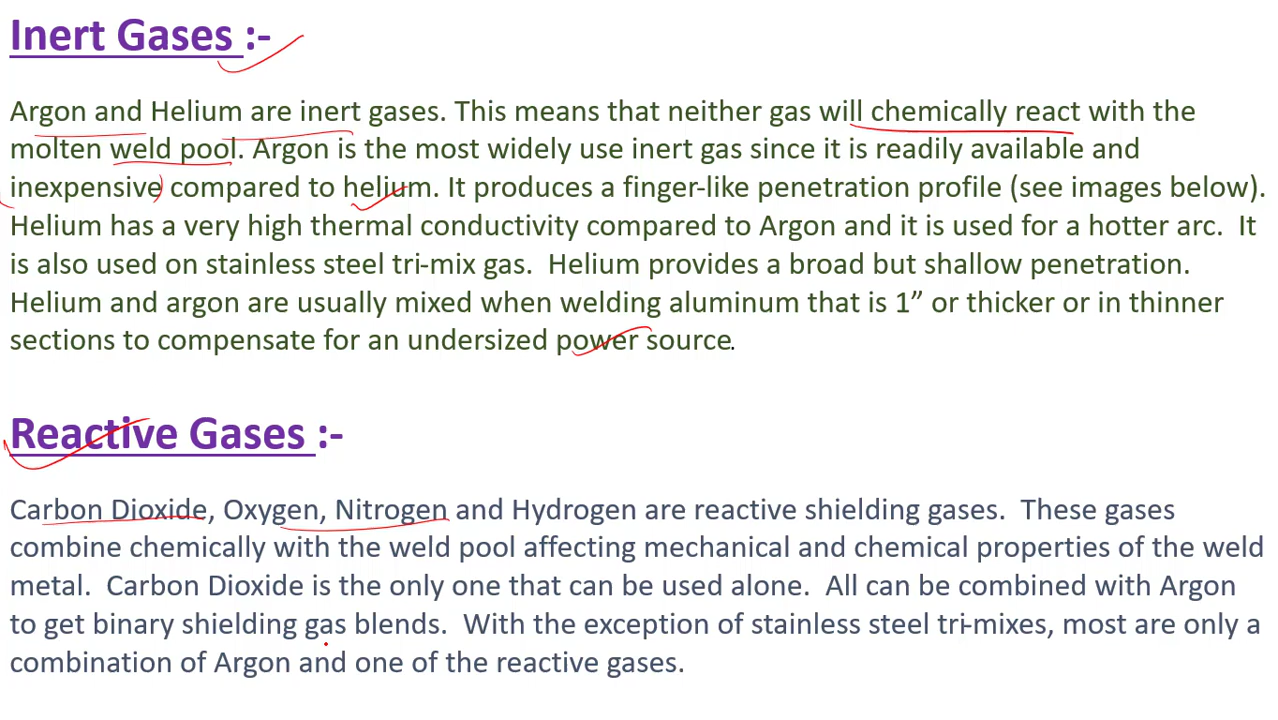 Inert Gases :-
Argon and Helium are inert gases. This means that neither gas will chemically react with the
molten weld pool. Argon is the most widely use inert gas since it is readily available and
inexpensive compared to helium. It produces a finger-like penetration profile (see images below).
Helium has a very high thermal conductivity compared to Argon and it is used for a hotter arc. It
is also used on stainless steel tri-mix gas. Helium provides a broad but shallow penetration.
Helium and argon are usually mixed when welding aluminum that is 1” or thicker or in thinner
sections to compensate for an undersized power source.
Reactive Gases :-
Carbon Dioxide, Oxygen, Nitrogen and Hydrogen are reactive shielding gases. These gases
combine chemically with the weld pool affecting mechanical and chemical properties of the weld
metal. Carbon Dioxide is the only one that can be used alone. All can be combined with Argon
to get binary shielding gas blends. With the exception of stainless steel tri-mixes, most are only a
combination of Argon and one of the reactive gases.